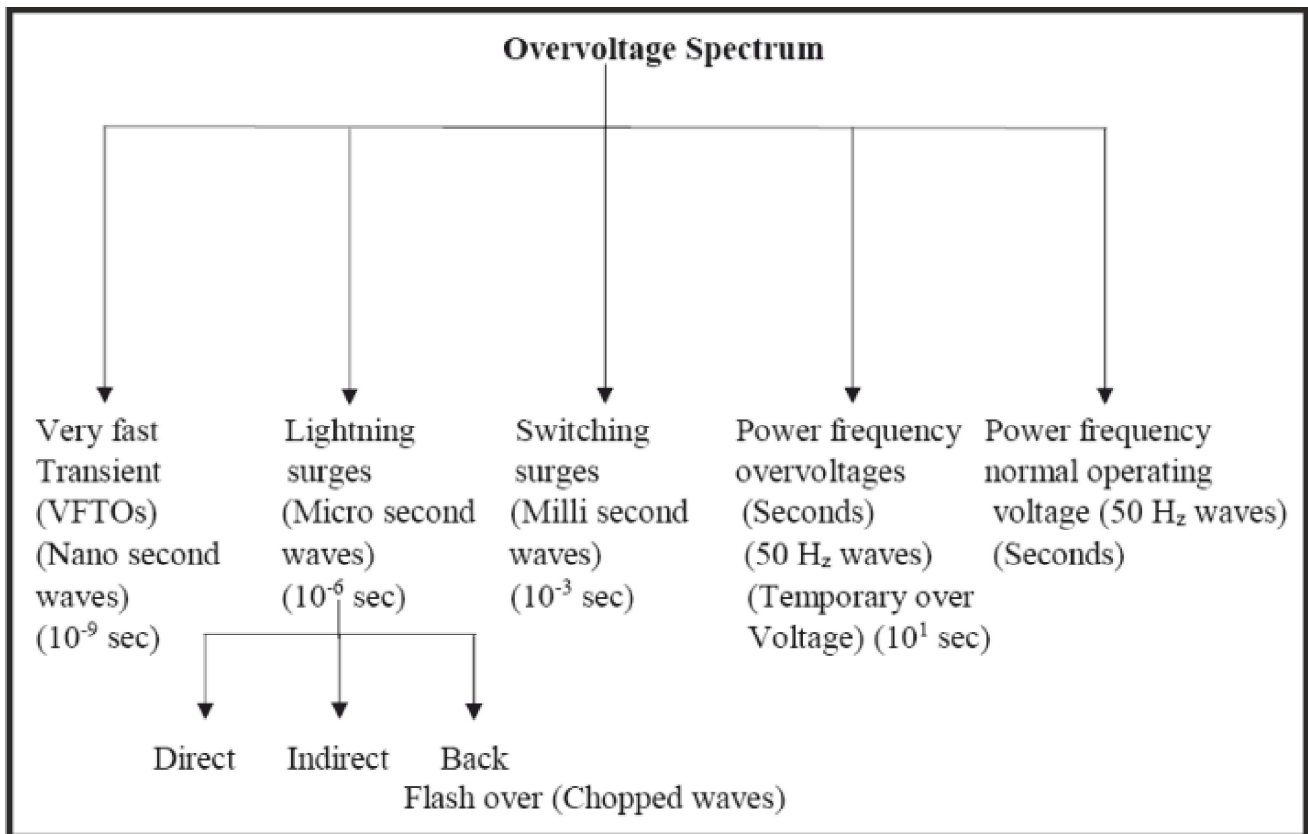 Overvoltage Spectrum
Very fast
Transient
(VFTOs)
(Nano second
waves)
(10⁻⁹ sec)
Lightning
surges
(Micro second
waves)
(10⁻⁶ sec)
Switching
surges
(Milli second
waves)
(10⁻³ sec)
Power frequency
overvoltages
(Seconds)
(50 H𝓏 waves)
(Temporary over
Voltage) (10¹ sec)
Power frequency
normal operating
voltage (50 H𝓏 waves)
(Seconds)
Direct
Indirect
Back
Flash over (Chopped waves)